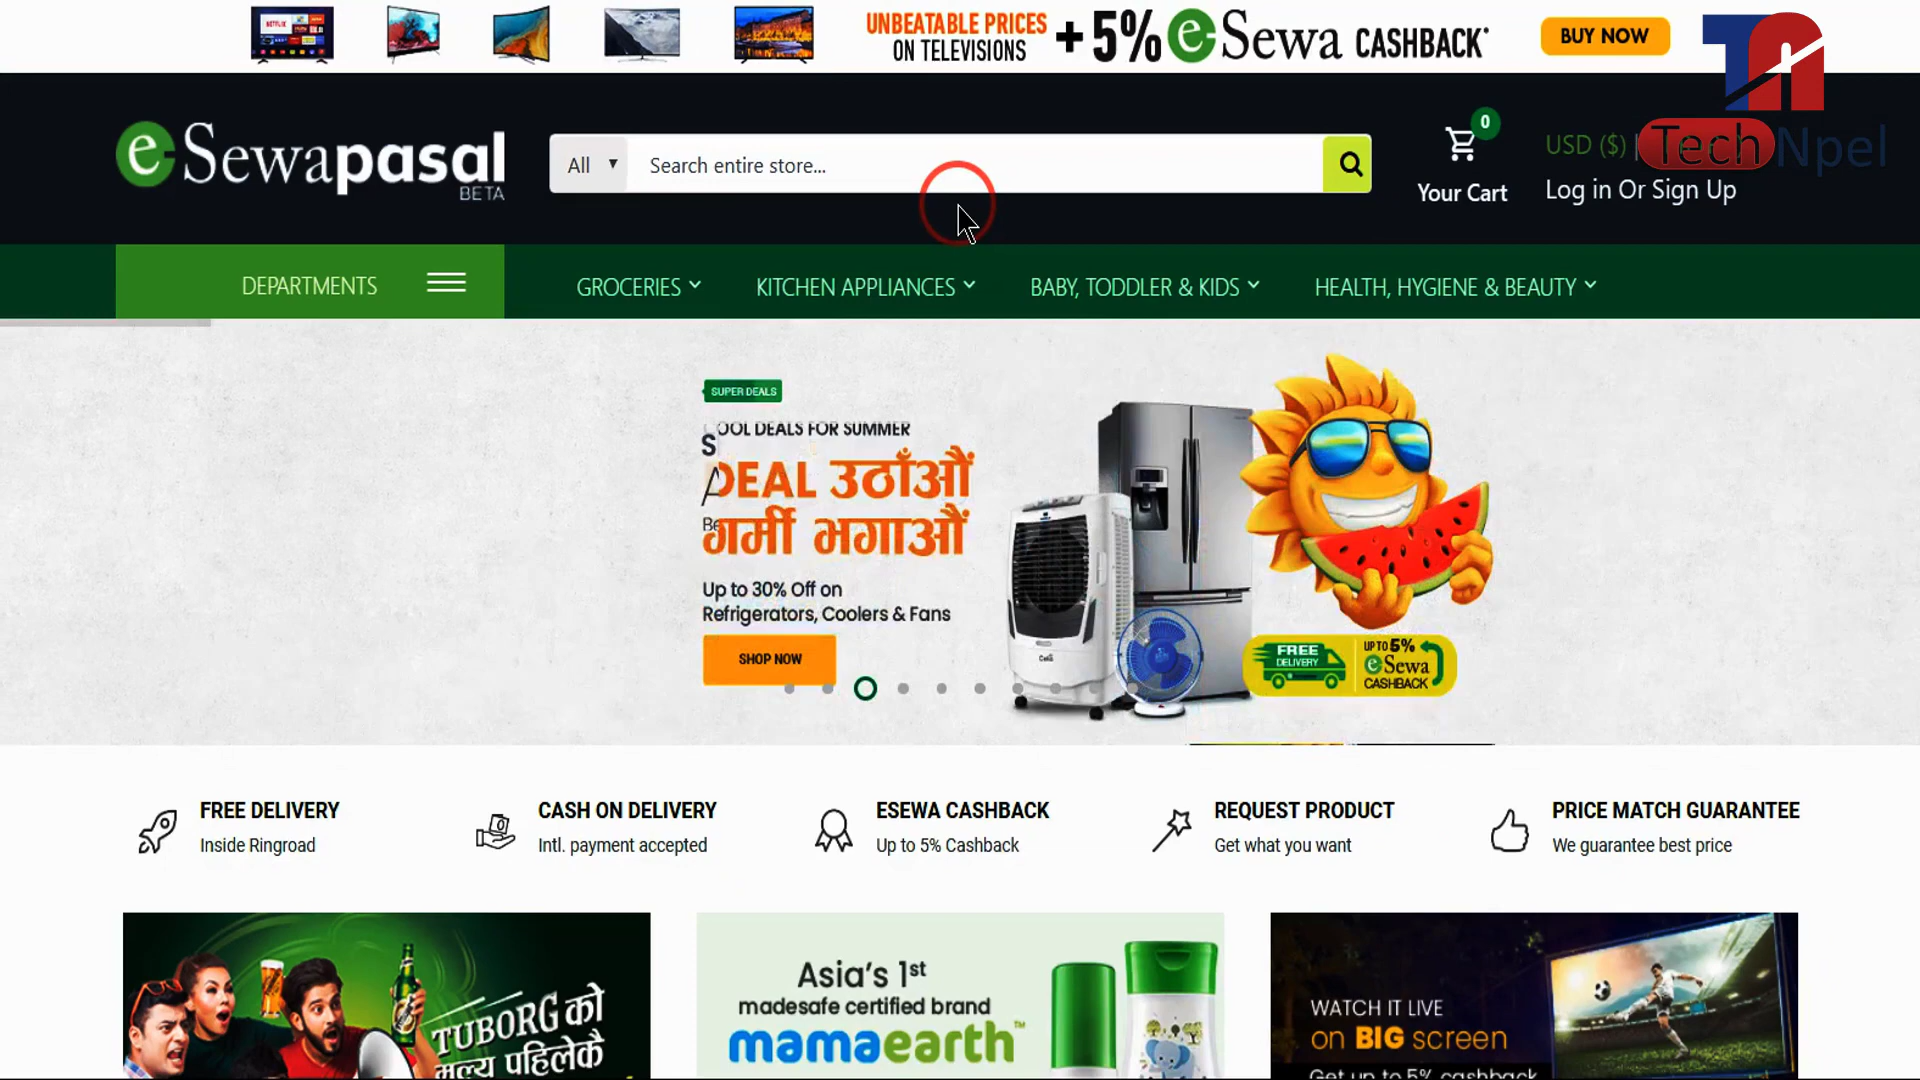 UNBEATABLE PRICES
ON TELEVISIONS
+5% eSewa CASHBACK*
BUY NOW
TechNpel
eSewapasal
BETA
All
Search entire store...
0
Your Cart
USD ($) |
Log in Or Sign Up
DEPARTMENTS
GROCERIES
KITCHEN APPLIANCES
BABY, TODDLER & KIDS
HEALTH, HYGIENE & BEAUTY
SUPER DEALS
OOL DEALS FOR SUMMER
DEAL उठाऔं
गर्मी भगाऔं
Up to 30% Off on
Refrigerators, Coolers & Fans
SHOP NOW
FREE
DELIVERY
UP TO 5%
eSewa
CASHBACK
FREE DELIVERY
Inside Ringroad
CASH ON DELIVERY
Intl. payment accepted
ESEWA CASHBACK
Up to 5% Cashback
REQUEST PRODUCT
Get what you want
PRICE MATCH GUARANTEE
We guarantee best price
TUBORG को
मूल्य पहिलेकै
Asia's 1st
madesafe certified brand
mamaearth™
WATCH IT LIVE
on BIG screen
Get up to 5% cashback